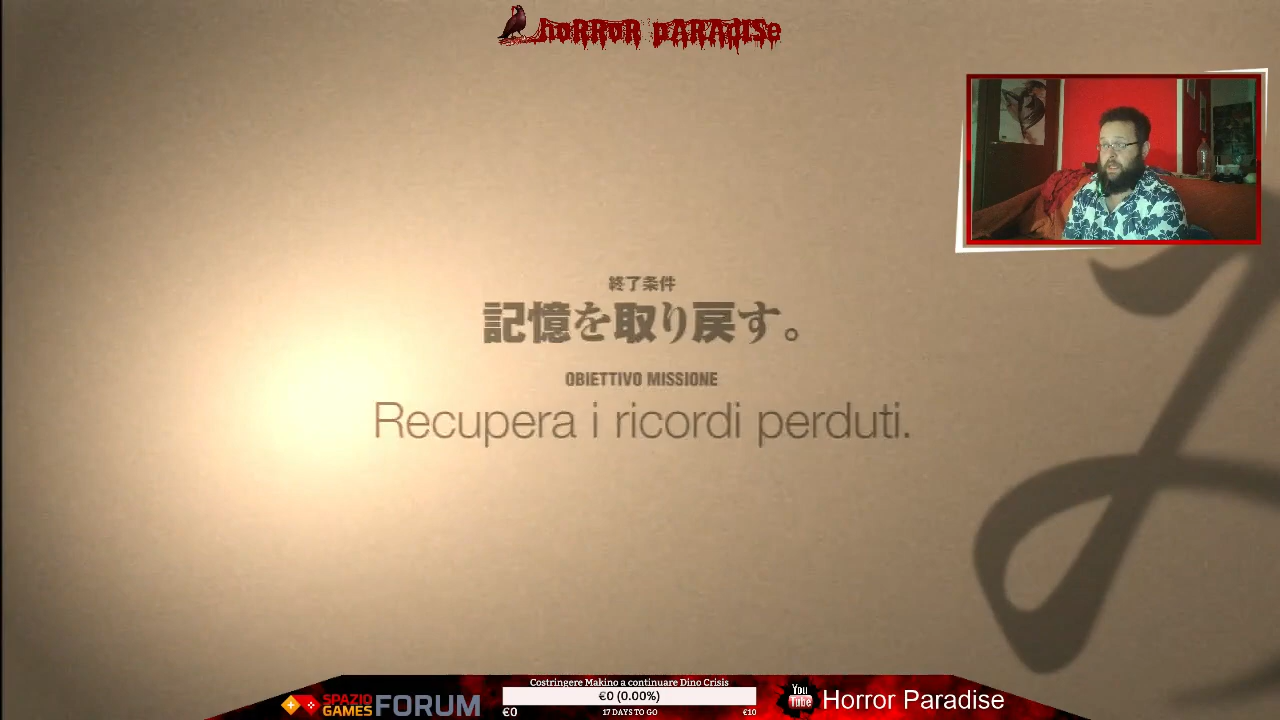 horror pARAdISe
終了条件
記憶を取り戻す。
OBIETTIVO MISSIONE
Recupera i ricordi perduti.
Costringere Makino a continuare Dino Crisis
€0 (0.00%)
€0 17 DAYS TO GO €10
SPAZIO GAMES FORUM
You Tube Horror Paradise